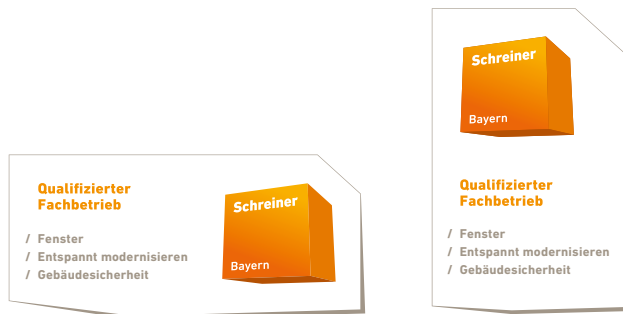 Qualifizierter
Fachbetrieb
/ Fenster
/ Entspannt modernisieren
/ Gebäudesicherheit
Schreiner
Bayern
Schreiner
Bayern
Qualifizierter
Fachbetrieb
/ Fenster
/ Entspannt modernisieren
/ Gebäudesicherheit